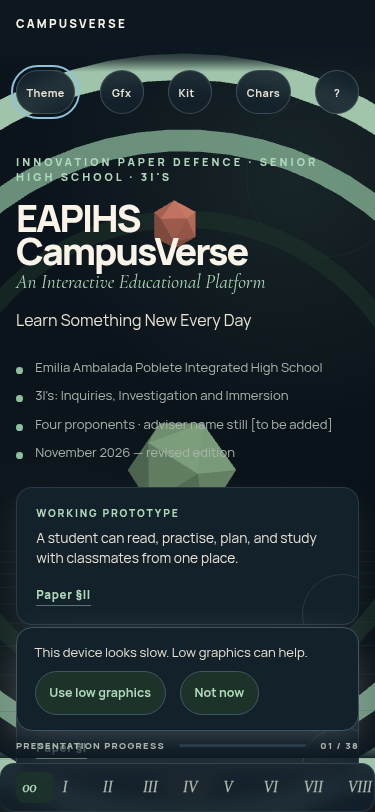 CAMPUSVERSE
Theme
Gfx
Kit
Chars
?
INNOVATION PAPER DEFENCE · SENIOR
HIGH SCHOOL · 3I'S
EAPIHS
CampusVerse
An Interactive Educational Platform
Learn Something New Every Day
Emilia Ambalada Poblete Integrated High School
3I's: Inquiries, Investigation and Immersion
Four proponents · adviser name still [to be added]
November 2026 — revised edition
WORKING PROTOTYPE
A student can read, practise, plan, and study
with classmates from one place.
Paper §II
This device looks slow. Low graphics can help.
Use low graphics
Not now
Paper §I
PRESENTATION PROGRESS
01 / 38
00
I
II
III
IV
V
VI
VII
VIII